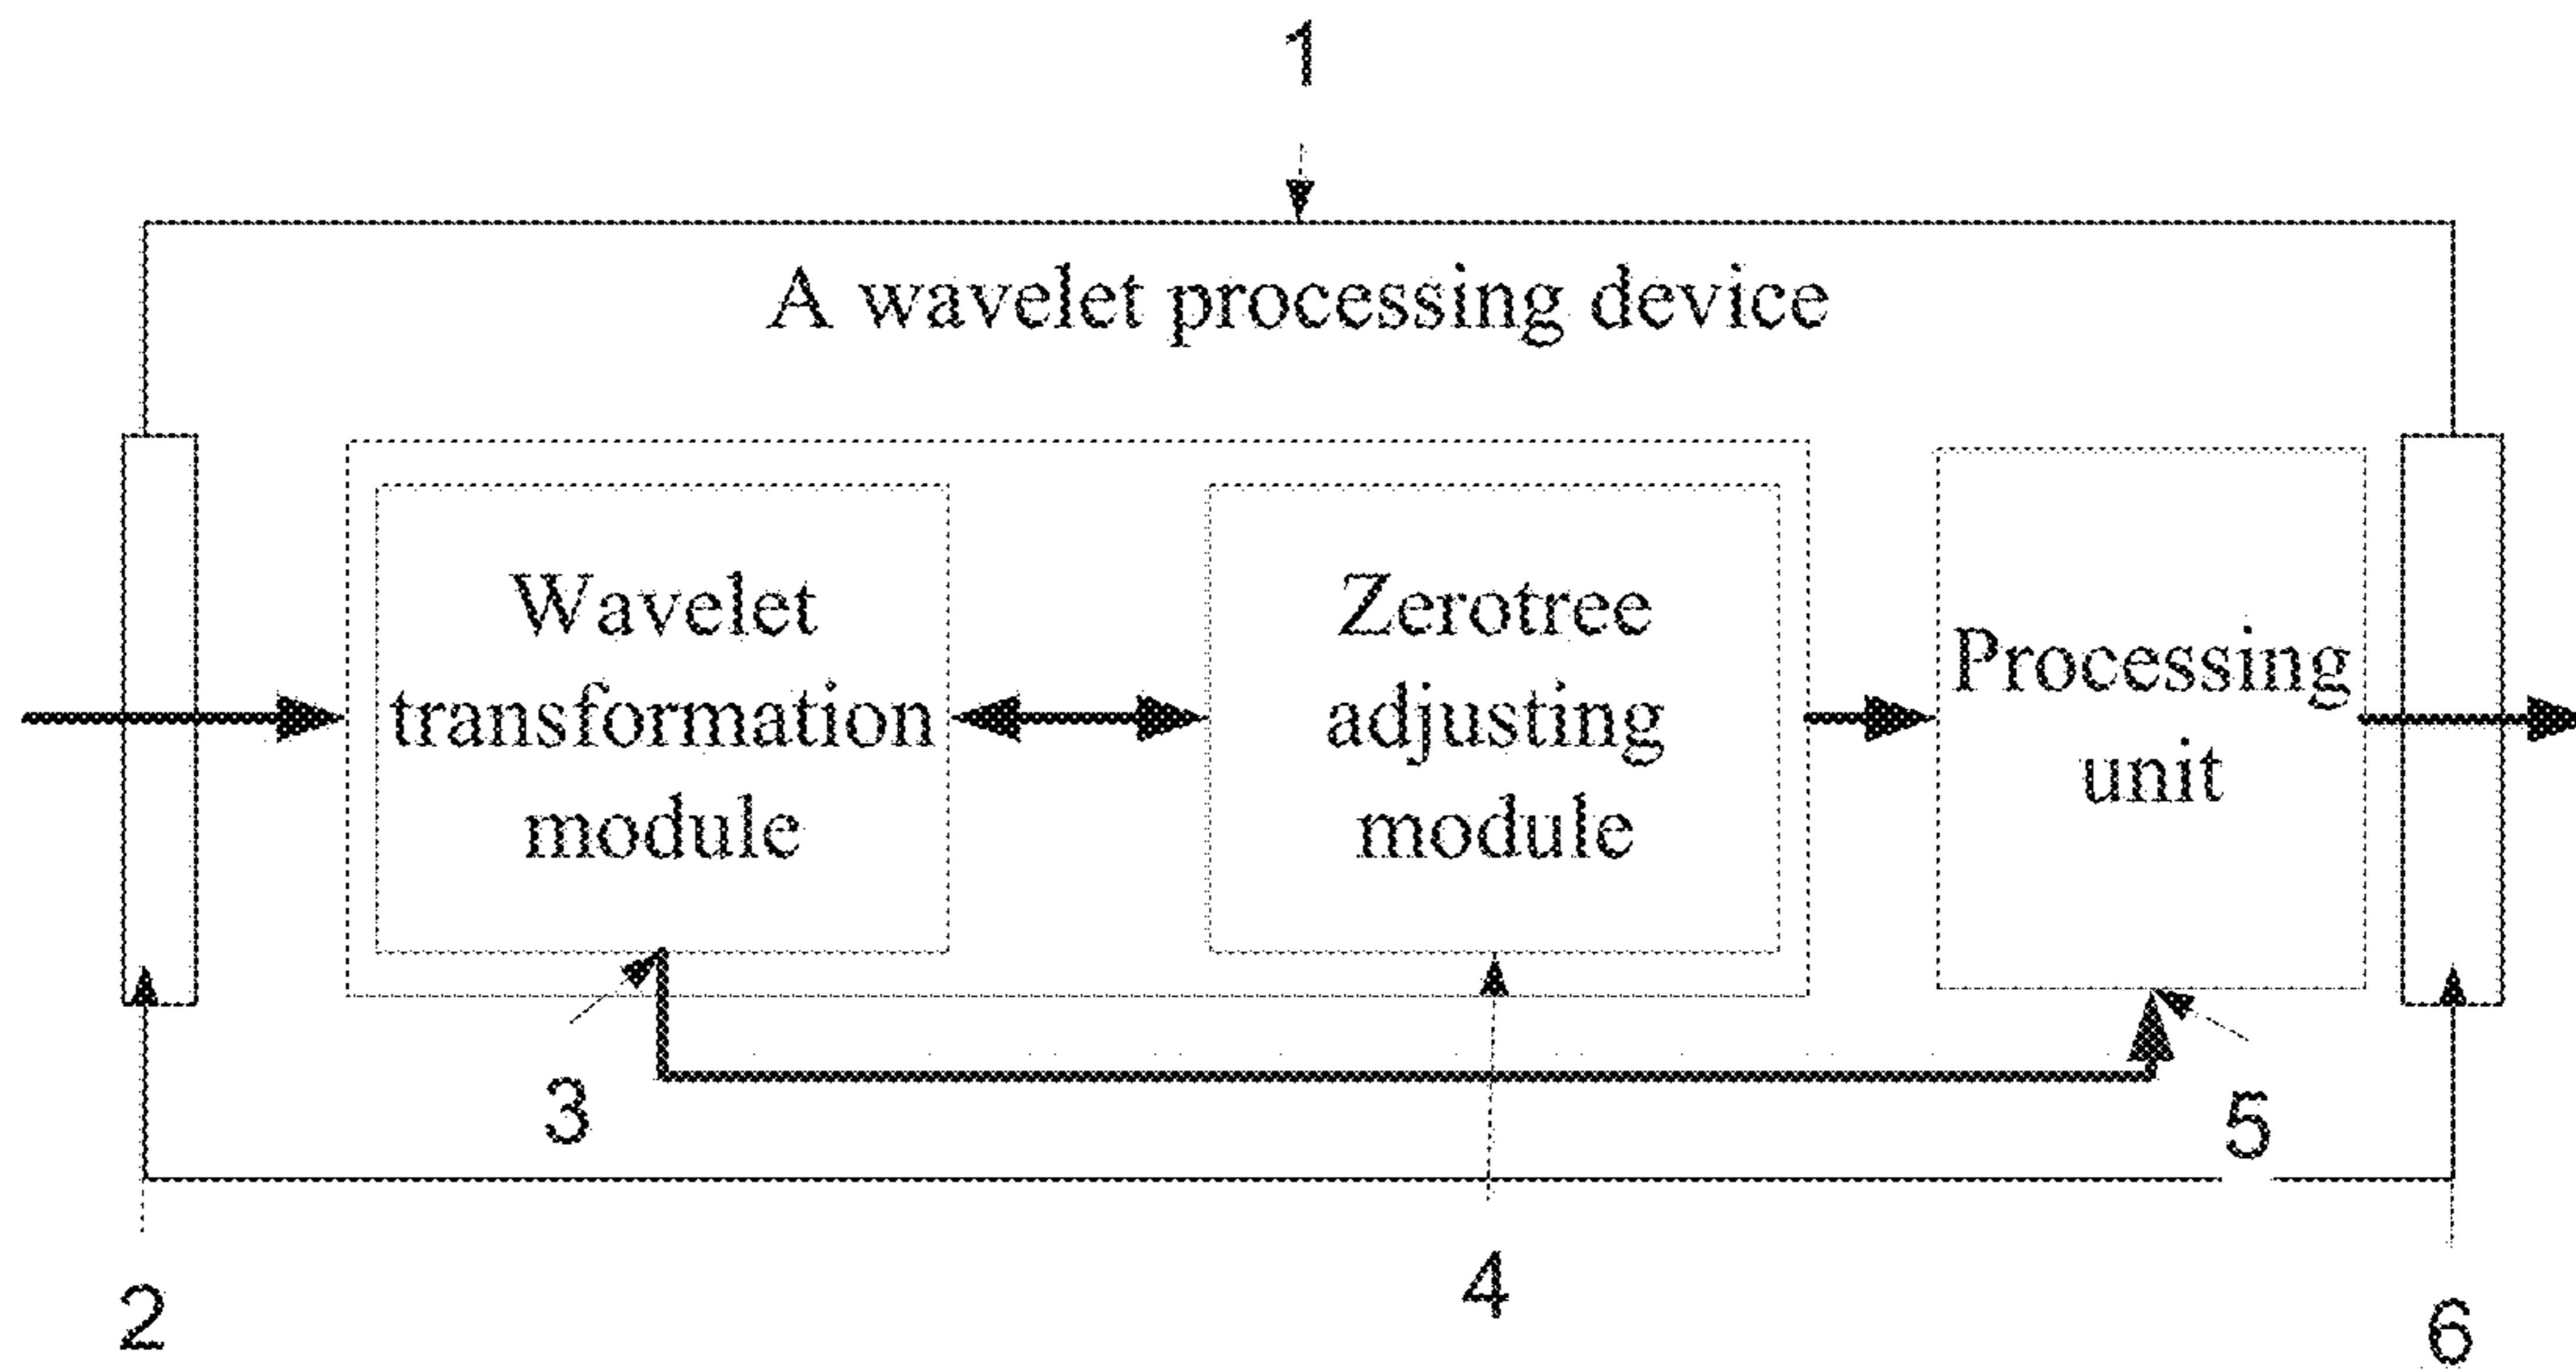 1
A wavelet processing device
Wavelet
transformation
module
Zerotree
adjusting
module
Processing
unit
3
5
2
4
6